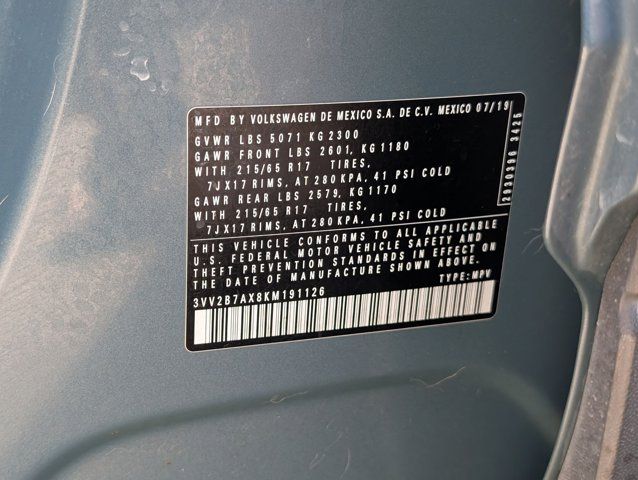 MFD BY VOLKSWAGEN DE MEXICO S.A. DE C.V. MEXICO 07/19
GVWR LBS 5071 KG 2300
GAWR FRONT LBS 2601, KG 1180
WITH 215/65 R17 TIRES,
7JX17 RIMS, AT 280 KPA, 41 PSI COLD
GAWR REAR LBS 2579, KG 1170
WITH 215/65 R17 TIRES,
7JX17 RIMS, AT 280 KPA, 41 PSI COLD
THIS VEHICLE CONFORMS TO ALL APPLICABLE
U.S. FEDERAL MOTOR VEHICLE SAFETY AND
THEFT PREVENTION STANDARDS IN EFFECT ON
THE DATE OF MANUFACTURE SHOWN ABOVE.
3VV2B7AX8KM191126 TYPE: MPV
2930396 3425